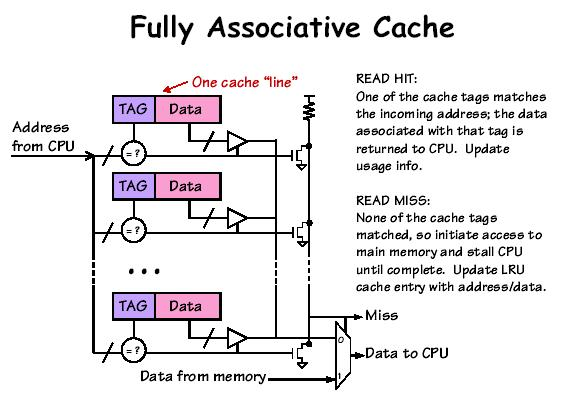 Fully Associative Cache
One cache “line”
TAG Data
Address
from CPU
= ?
TAG Data
= ?
...
TAG Data
= ?
Data from memory
READ HIT:
One of the cache tags matches
the incoming address; the data
associated with that tag is
returned to CPU. Update
usage info.
READ MISS:
None of the cache tags
matched, so initiate access to
main memory and stall CPU
until complete. Update LRU
cache entry with address/data.
Miss
0
Data to CPU
1